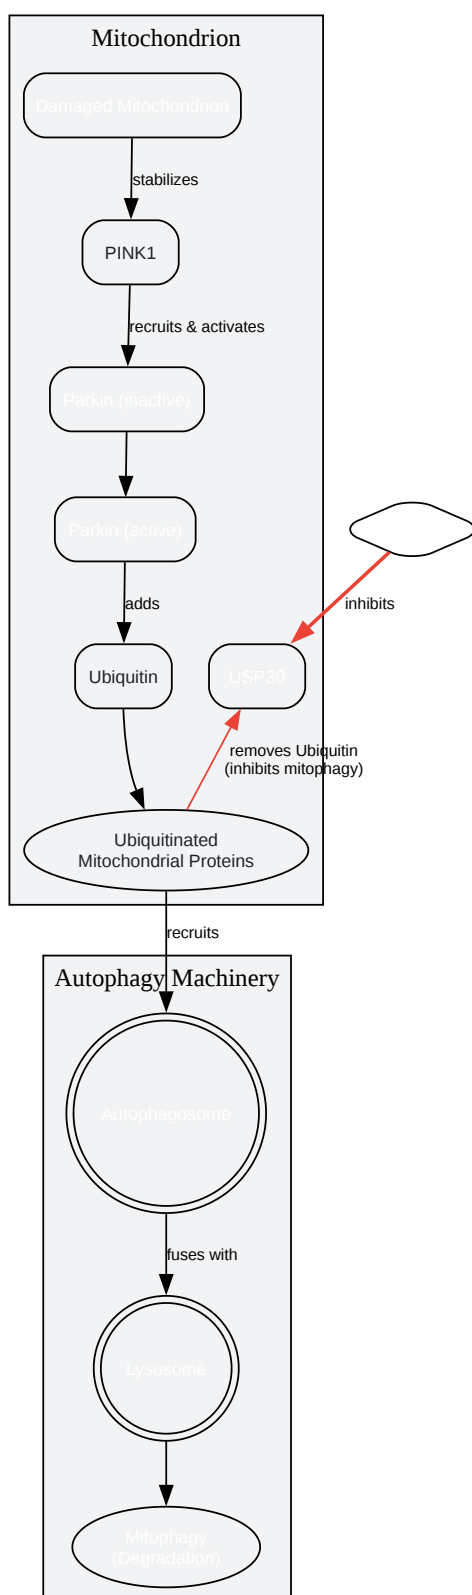 Mitochondrion
Damaged Mitochondrion
stabilizes
PINK1
recruits & activates
Parkin (inactive)
Parkin (active)
adds
inhibits
Ubiquitin
USP30
removes Ubiquitin
(inhibits mitophagy)
Ubiquitinated
Mitochondrial Proteins
recruits
Autophagy Machinery
Autophagosome
fuses with
Lysosome
Mitophagy
(Degradation)